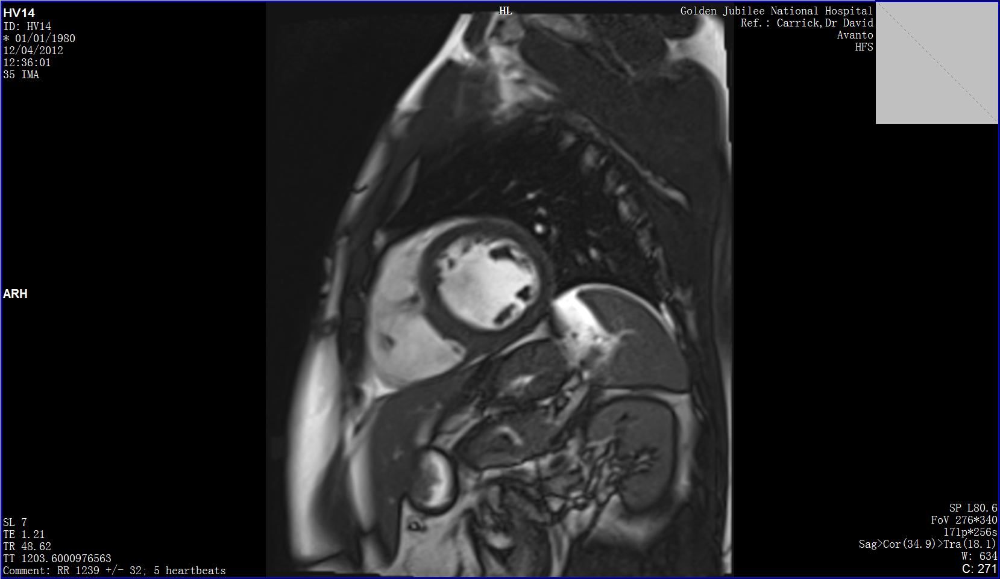 HV14
ID: HV14
* 01/01/1980
12/04/2012
12:36:01
35 IMA
HL
Golden Jubilee National Hospital
Ref.: Carrick,Dr David
Avanto
HFS
ARH
SL 7
TE 1.21
TR 48.62
TT 1203.6000976563
Comment: RR 1239 +/- 32; 5 heartbeats
SP L80.6
FoV 276*340
171p*256s
Sag>Cor(34.9)>Tra(18.1)
W: 634
C: 271